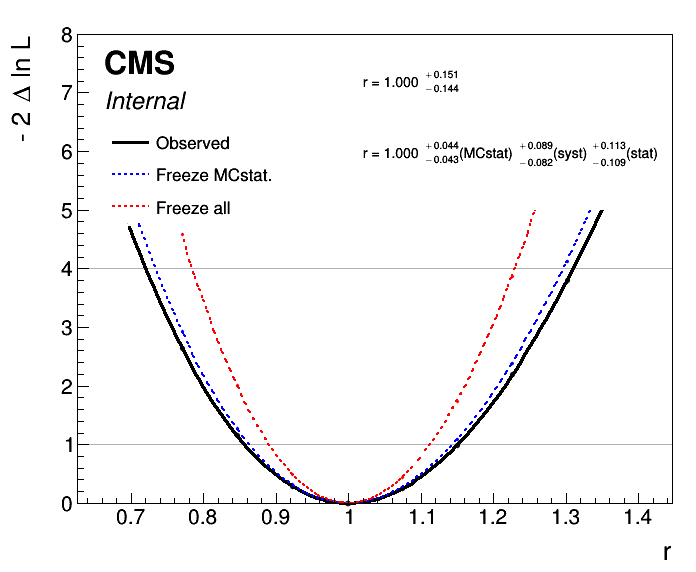 - 2 Δ ln L
8
7
6
5
4
3
2
1
0
CMS
Internal
Observed
Freeze MCstat.
Freeze all
r = 1.000 +0.151 −0.144
r = 1.000 +0.044 −0.043(MCstat) +0.089 −0.082(syst) +0.113 −0.109(stat)
0.7 0.8 0.9 1 1.1 1.2 1.3 1.4
r